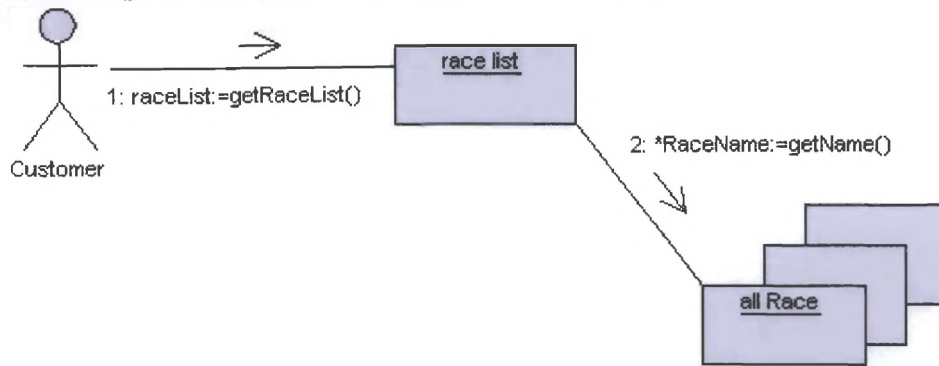 race list
1: raceList:=getRaceList()
Customer
2: *RaceName:=getName()
all Race